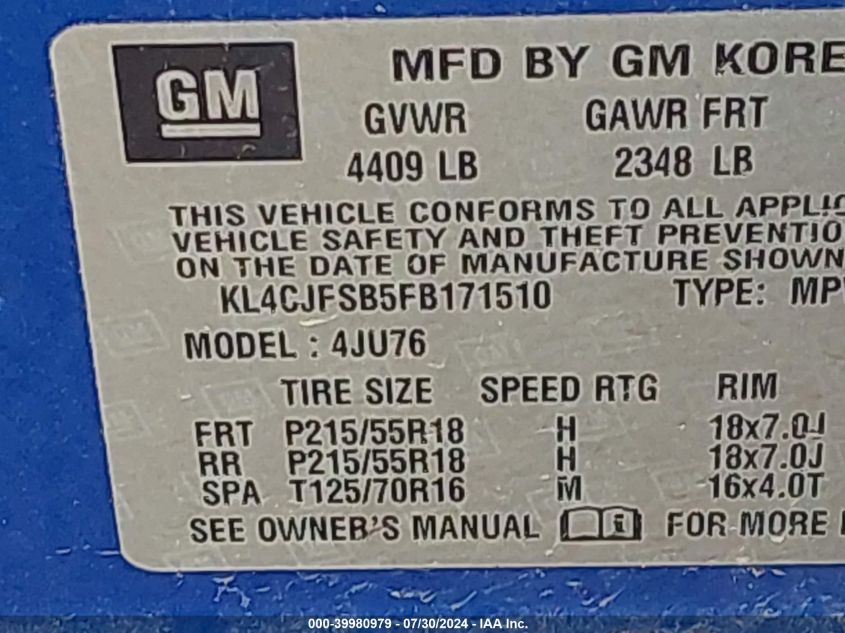 GM
MFD BY GM KORE
GVWR GAWR FRT
4409 LB 2348 LB
THIS VEHICLE CONFORMS TO ALL APPLIC
VEHICLE SAFETY AND THEFT PREVENTIO
ON THE DATE OF MANUFACTURE SHOWN
KL4CJFSB5FB171510 TYPE: MPV
MODEL : 4JU76
TIRE SIZE SPEED RTG RIM
FRT P215/55R18 H 18x7.0J
RR P215/55R18 H 18x7.0J
SPA T125/70R16 M 16x4.0T
SEE OWNER'S MANUAL FOR MORE
000-39980979 - 07/30/2024 - IAA Inc.